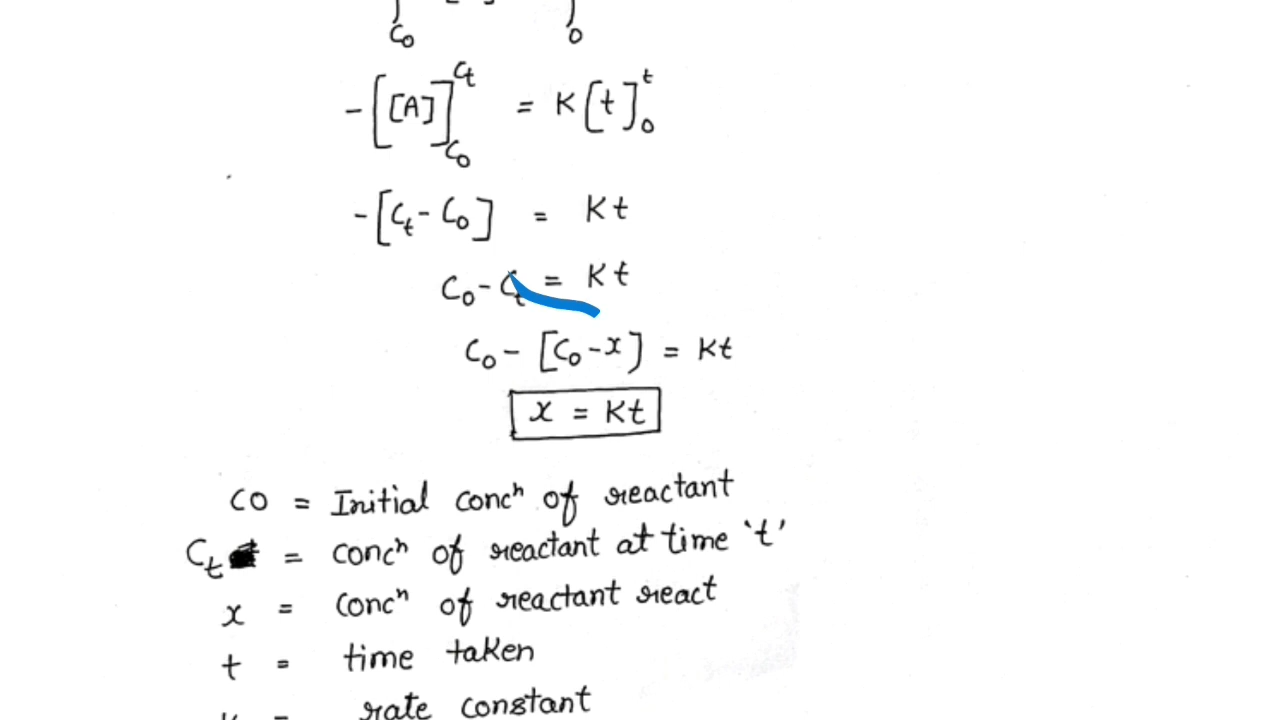 C₀ 0
-[[A]]^Ct_C₀ = K[t]^t_0
-[Ct - C₀] = Kt
C₀ - Ct = Kt
C₀ - [C₀ - x] = Kt
x = Kt
CO = Initial concⁿ of reactant
Ct = concⁿ of reactant at time 't'
x = Concⁿ of reactant react
t = time taken
K = rate constant